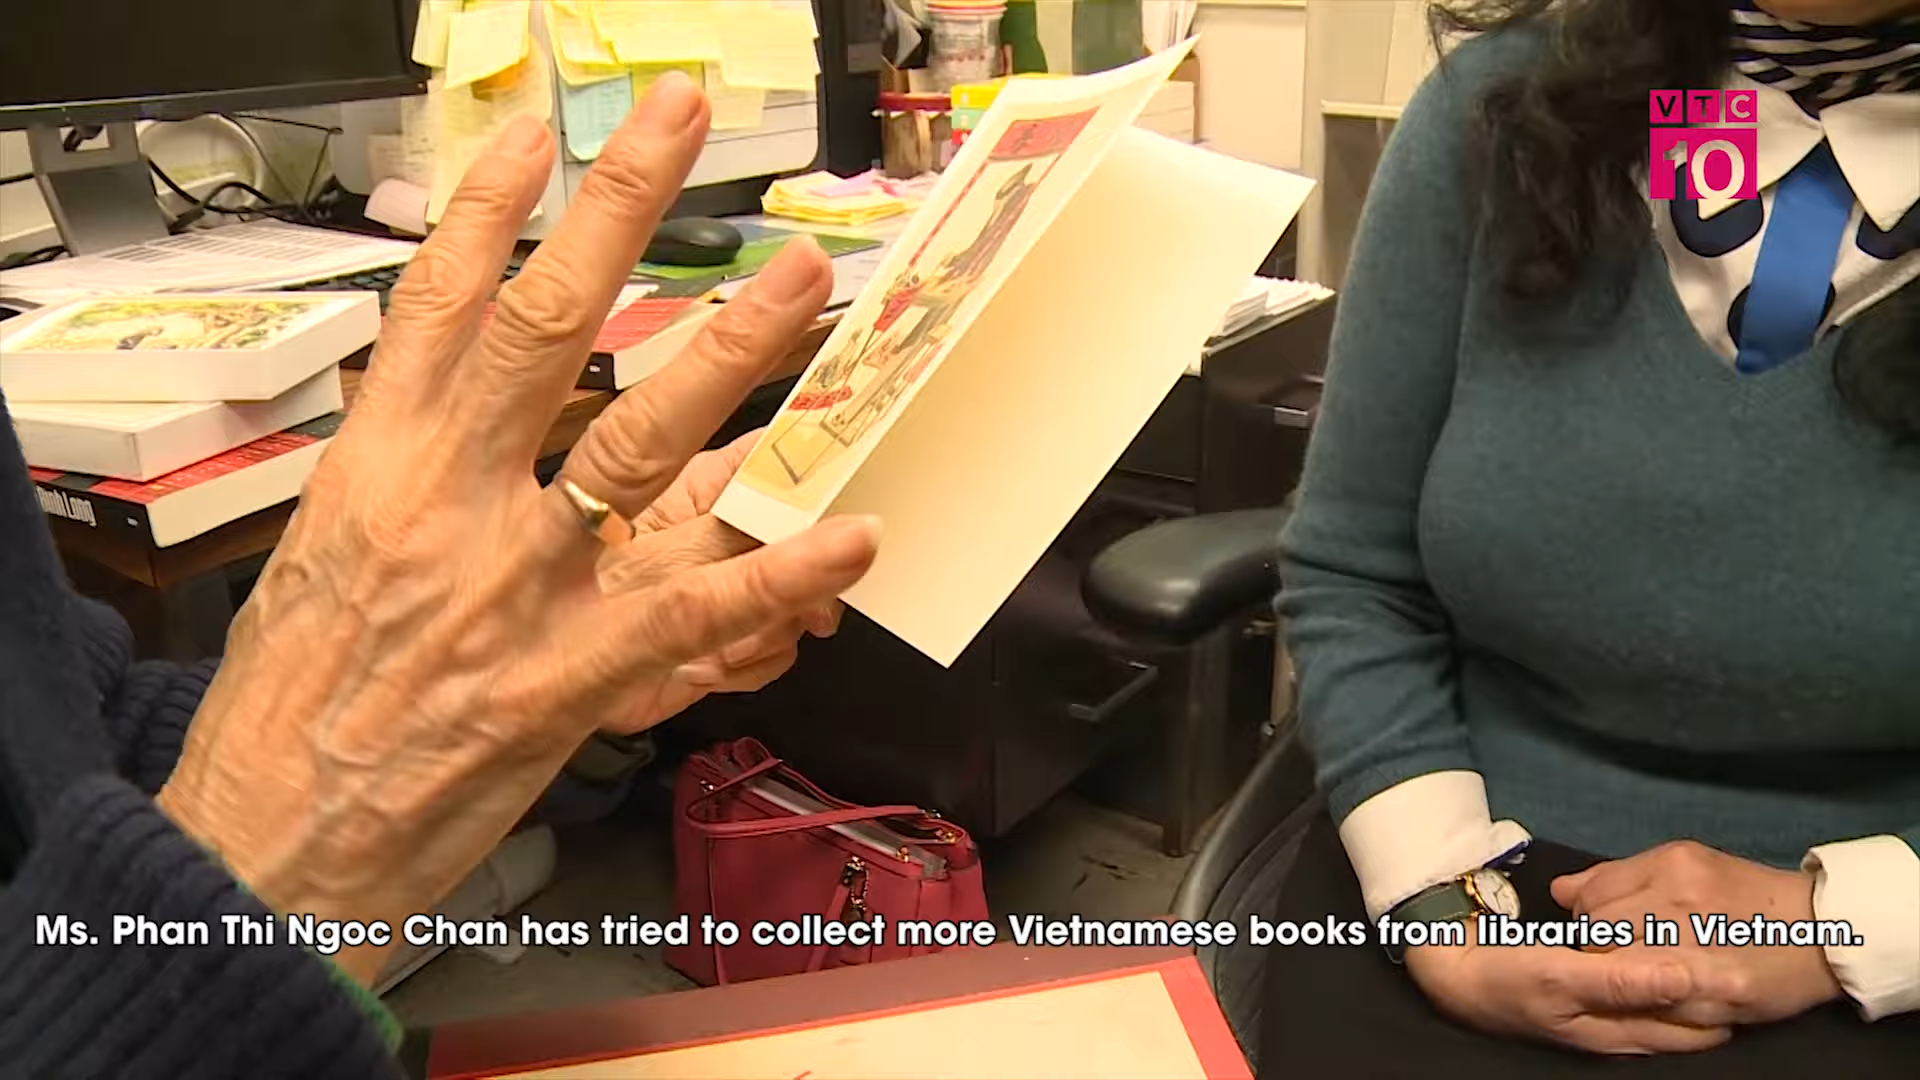 VTC
10
Ms. Phan Thi Ngoc Chan has tried to collect more Vietnamese books from libraries in Vietnam.